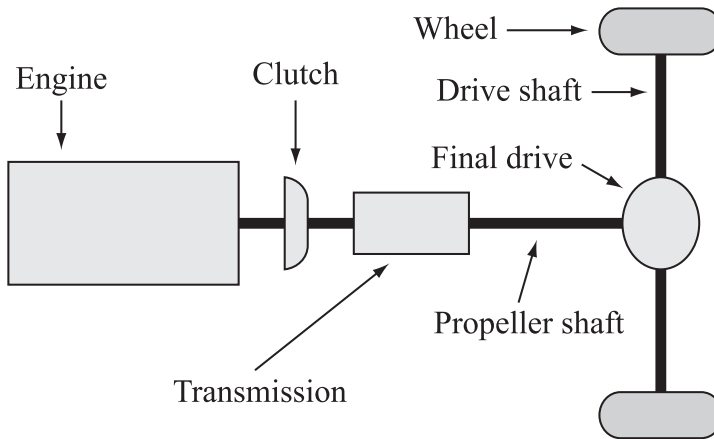 Wheel
Engine
Clutch
Drive shaft
Final drive
Propeller shaft
Transmission